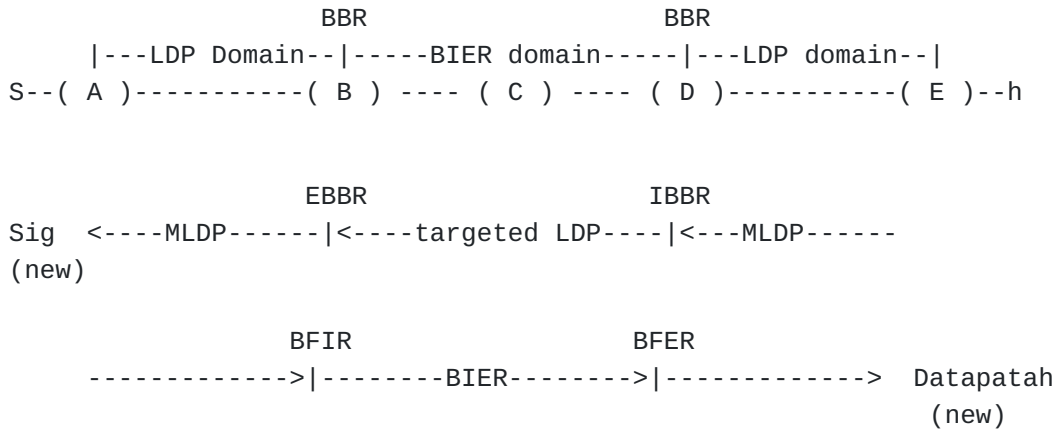 BBR BBR
|---LDP Domain--|-----BIER domain-----|---LDP domain--|
S--( A )-----------( B ) ---- ( C ) ---- ( D )-----------( E )--h
EBBR IBBR
Sig <----MLDP------|<----targeted LDP----|<---MLDP------
(new)
BFIR BFER
------------->|--------BIER-------->|-------------> Datapatah
(new)